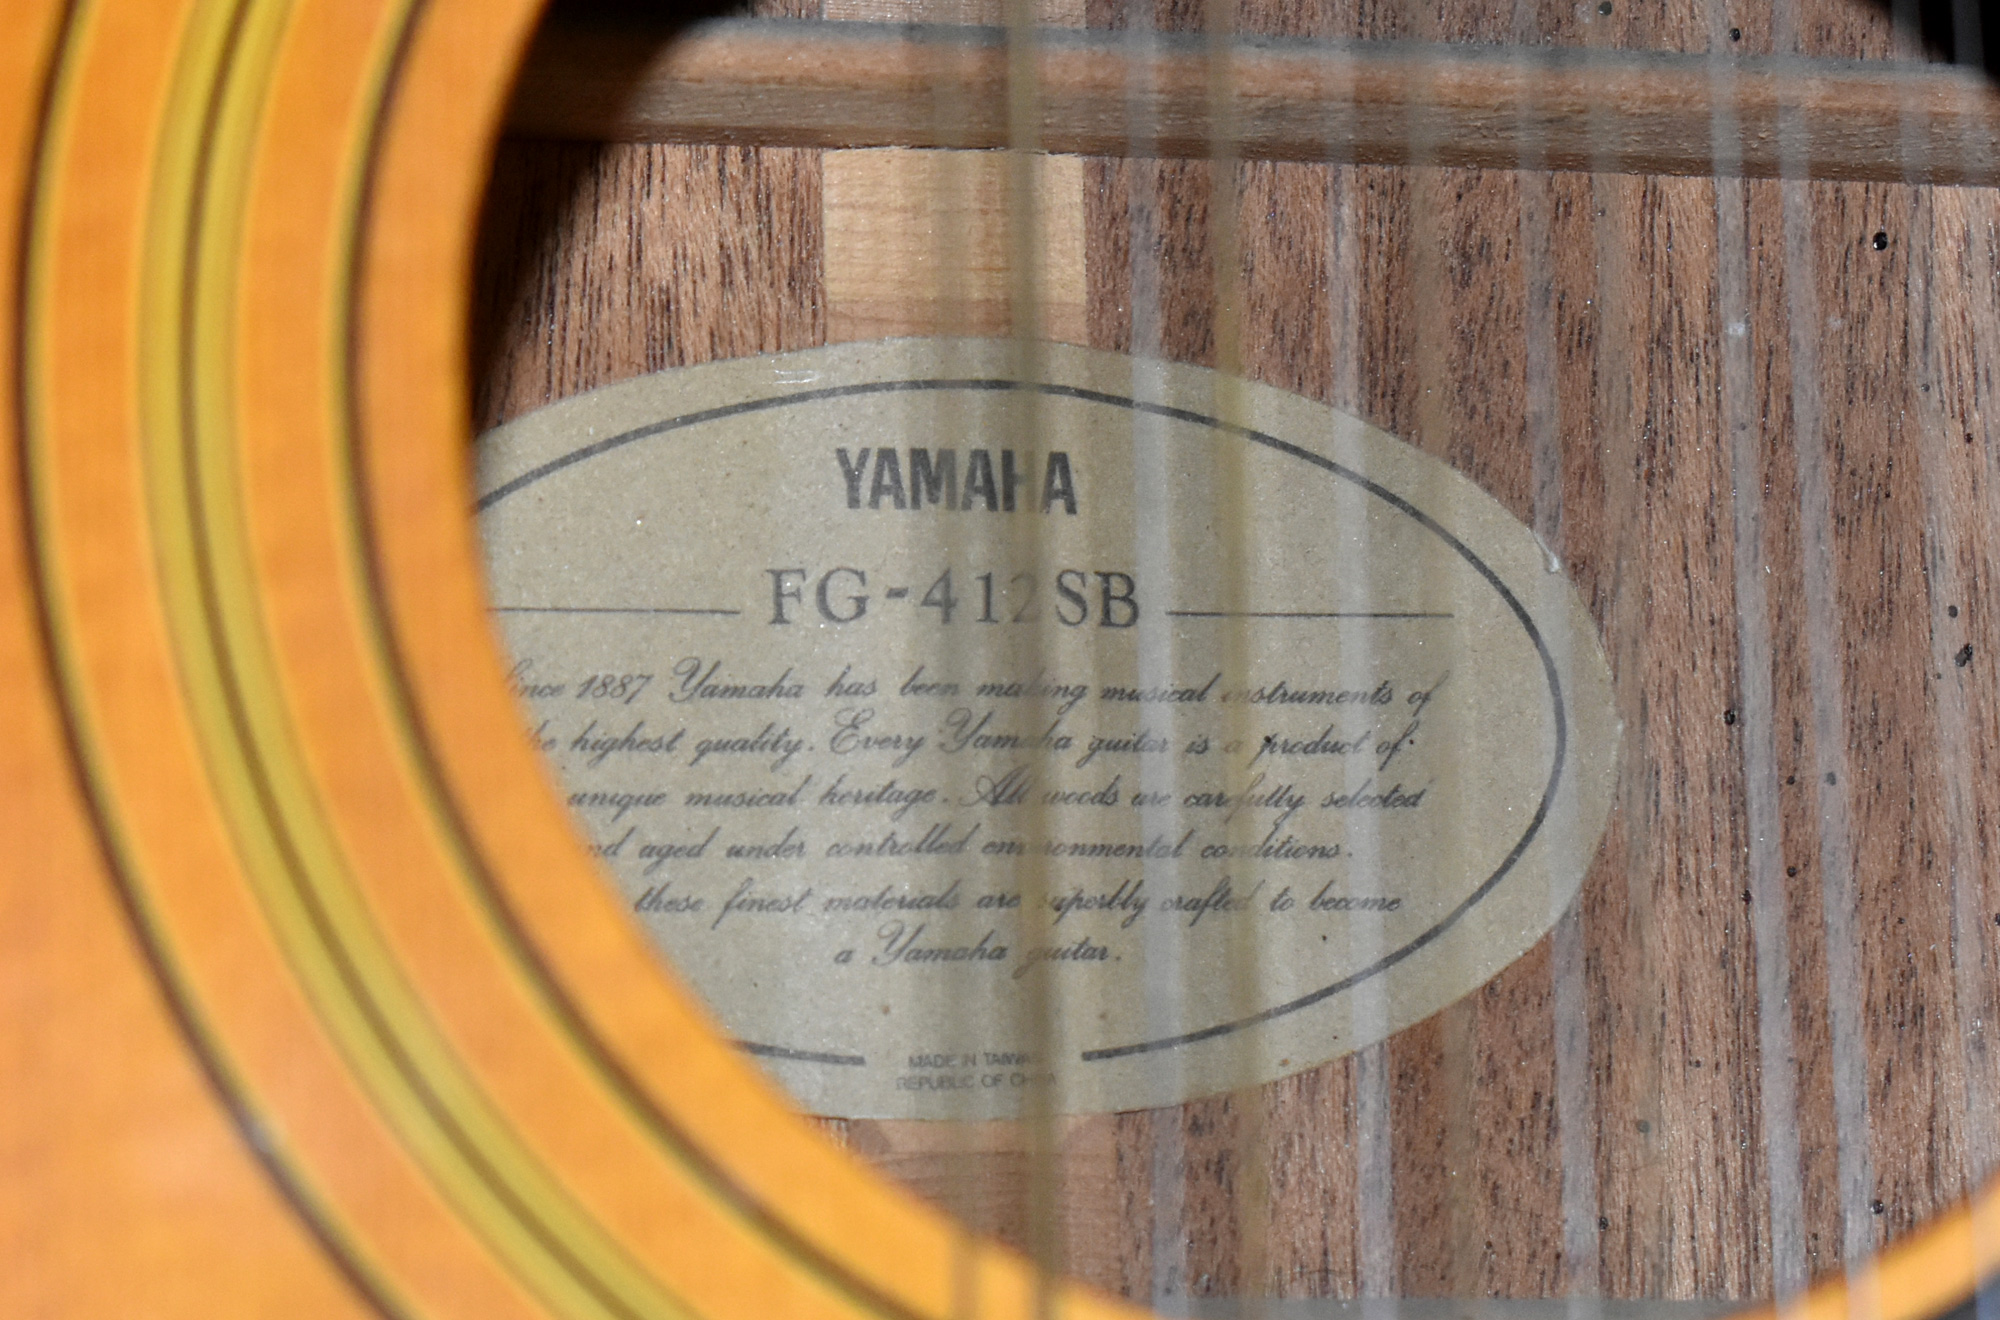 YAMAHA
FG-412SB
Since 1887 Yamaha has been making musical instruments of
the highest quality. Every Yamaha guitar is a product of
unique musical heritage. All woods are carefully selected
and aged under controlled environmental conditions.
these finest materials are superbly crafted to become
a Yamaha guitar.
MADE IN TAIWAN
REPUBLIC OF CHINA